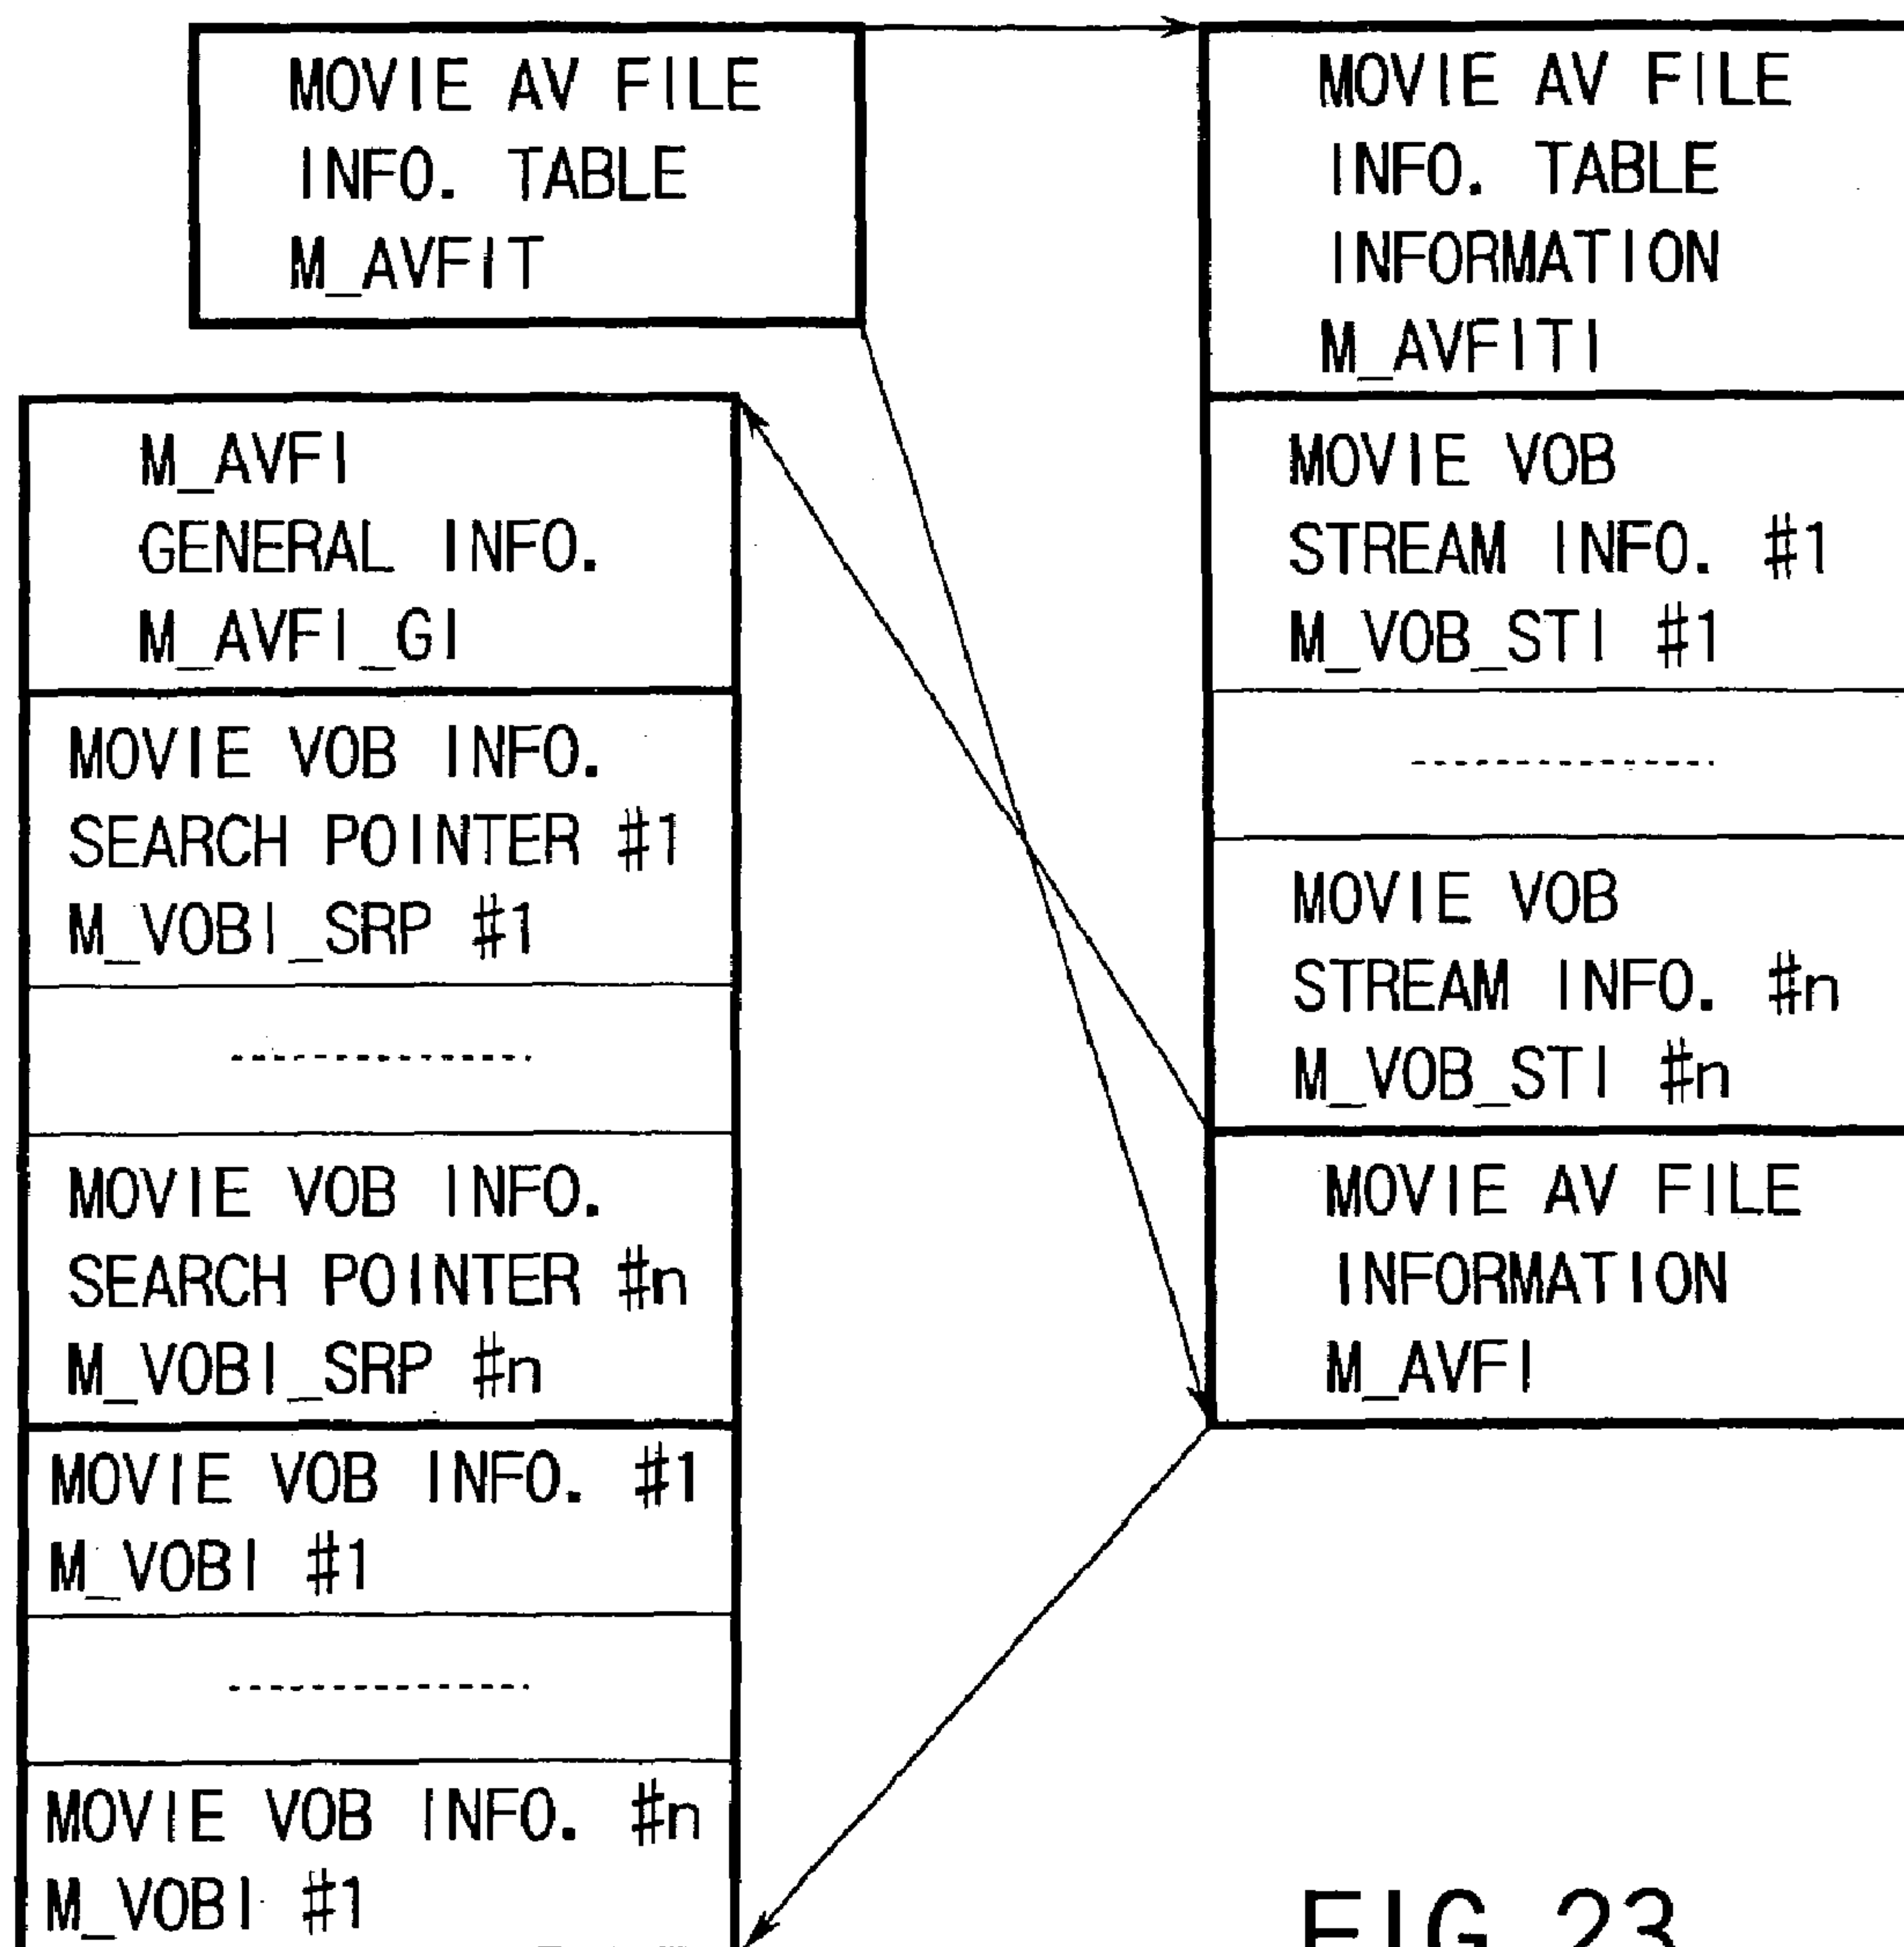 MOVIE AV FILE
INFO. TABLE
M_AVFIT
MOVIE AV FILE
INFO. TABLE
INFORMATION
M_AVFITI
MOVIE VOB
STREAM INFO. #1
M_VOB_STI #1
MOVIE VOB
STREAM INFO. #n
M_VOB_STI #n
MOVIE AV FILE
INFORMATION
M_AVFI
M_AVFI
GENERAL INFO.
M_AVFI_GI
MOVIE VOB INFO.
SEARCH POINTER #1
M_VOBI_SRP #1
MOVIE VOB INFO.
SEARCH POINTER #n
M_VOBI_SRP #n
MOVIE VOB INFO. #1
M_VOBI #1
MOVIE VOB INFO. #n
M_VOBI #1
FIG. 23